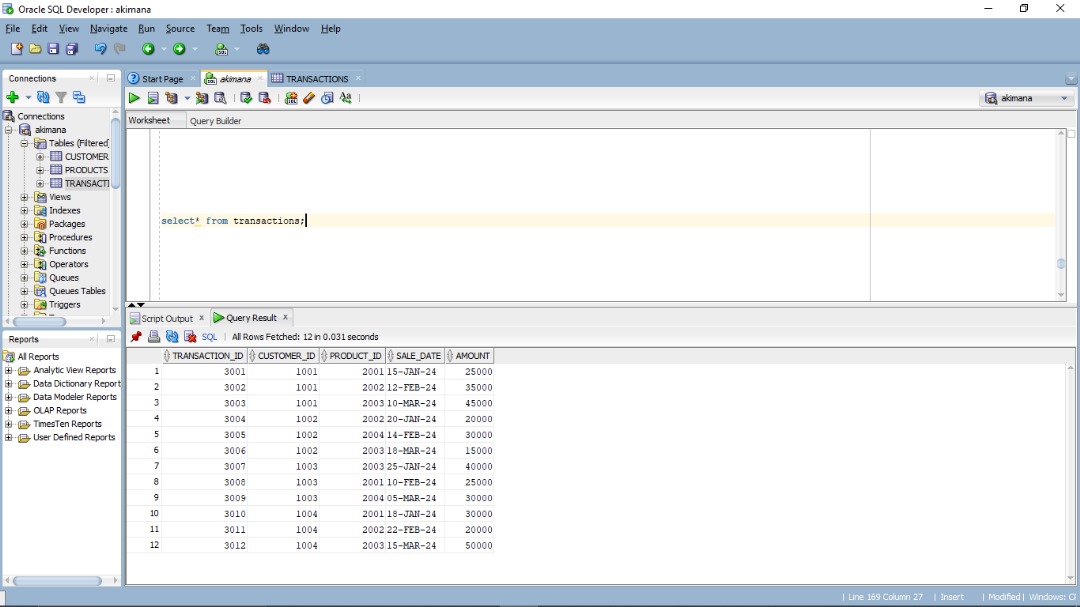 Oracle SQL Developer : akimana
File Edit View Navigate Run Source Team Tools Window Help
Connections
Start Page
akimana
TRANSACTIONS
akimana
Worksheet Query Builder
Connections
akimana
Tables (Filtered)
CUSTOMER
PRODUCTS
TRANSACTI
Views
Indexes
Packages
Procedures
Functions
Operators
Queues
Queues Tables
Triggers
select* from transactions;
Reports
All Reports
Analytic View Reports
Data Dictionary Report
Data Modeler Reports
OLAP Reports
TimesTen Reports
User Defined Reports
Script Output x Query Result x
SQL | All Rows Fetched: 12 in 0.031 seconds
TRANSACTION_ID CUSTOMER_ID PRODUCT_ID SALE_DATE AMOUNT
1 3001 1001 2001 15-JAN-24 25000
2 3002 1001 2002 12-FEB-24 35000
3 3003 1001 2003 10-MAR-24 45000
4 3004 1002 2002 20-JAN-24 20000
5 3005 1002 2004 14-FEB-24 30000
6 3006 1002 2003 18-MAR-24 15000
7 3007 1003 2003 25-JAN-24 40000
8 3008 1003 2001 10-FEB-24 25000
9 3009 1003 2004 05-MAR-24 30000
10 3010 1004 2001 18-JAN-24 30000
11 3011 1004 2002 22-FEB-24 20000
12 3012 1004 2003 15-MAR-24 50000
| Line 169 Column 27 | Insert | Modified | Windows: C